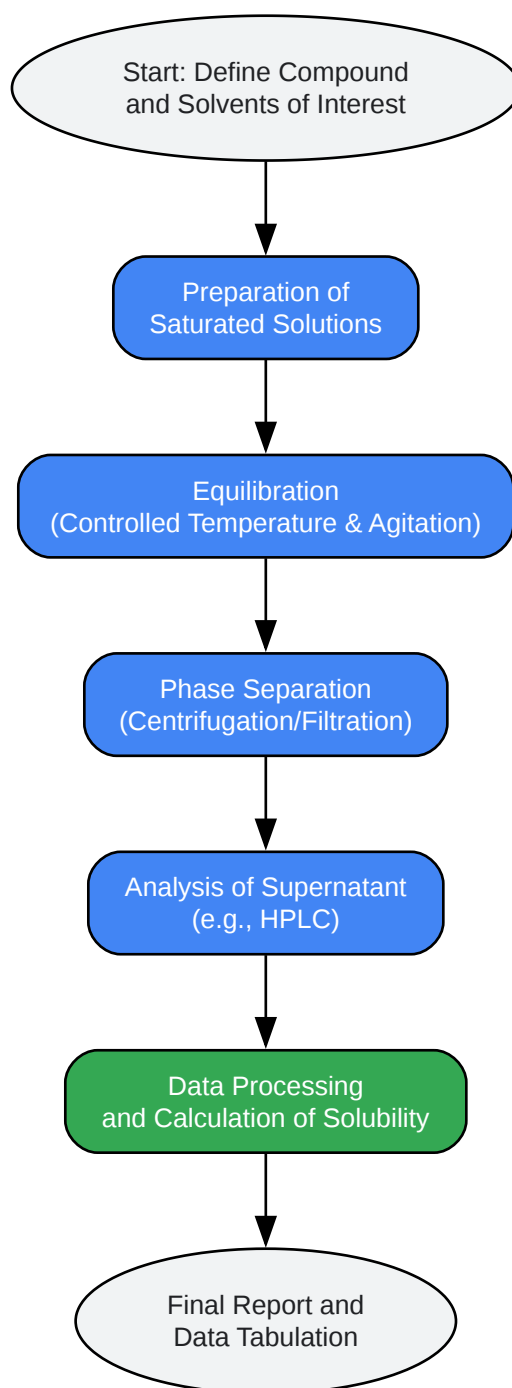 Start: Define Compound
and Solvents of Interest
Preparation of
Saturated Solutions
Equilibration
(Controlled Temperature & Agitation)
Phase Separation
(Centrifugation/Filtration)
Analysis of Supernatant
(e.g., HPLC)
Data Processing
and Calculation of Solubility
Final Report and
Data Tabulation